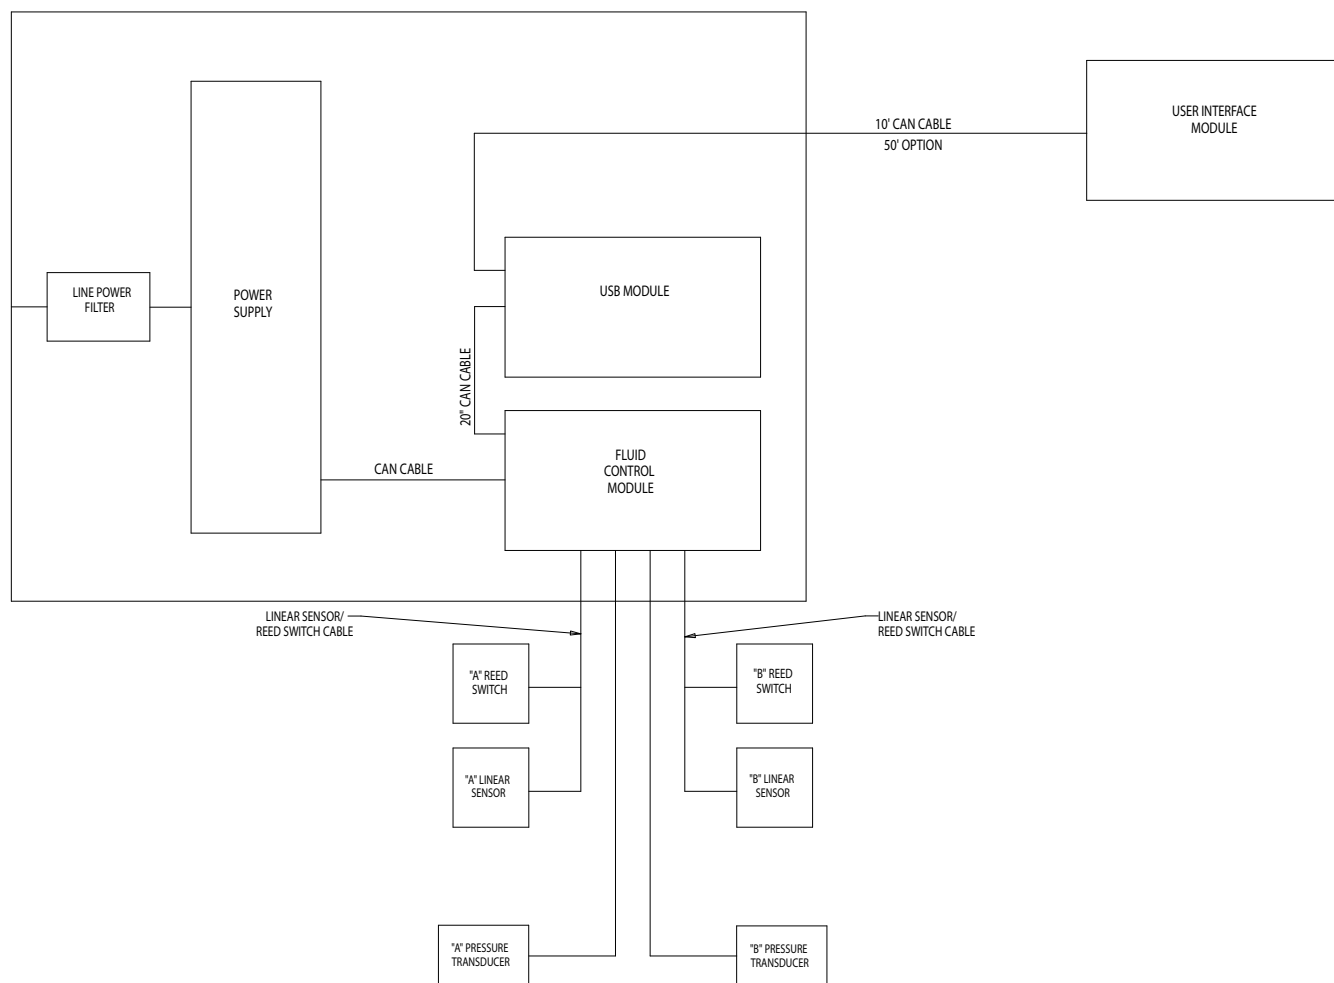 10' CAN CABLE
50' OPTION
USER INTERFACE
MODULE
LINE POWER
FILTER
POWER
SUPPLY
USB MODULE
20" CAN CABLE
CAN CABLE
FLUID
CONTROL
MODULE
LINEAR SENSOR/
REED SWITCH CABLE
LINEAR SENSOR/
REED SWITCH CABLE
"A" REED
SWITCH
"B" REED
SWITCH
"A" LINEAR
SENSOR
"B" LINEAR
SENSOR
"A" PRESSURE
TRANSDUCER
"B" PRESSURE
TRANSDUCER